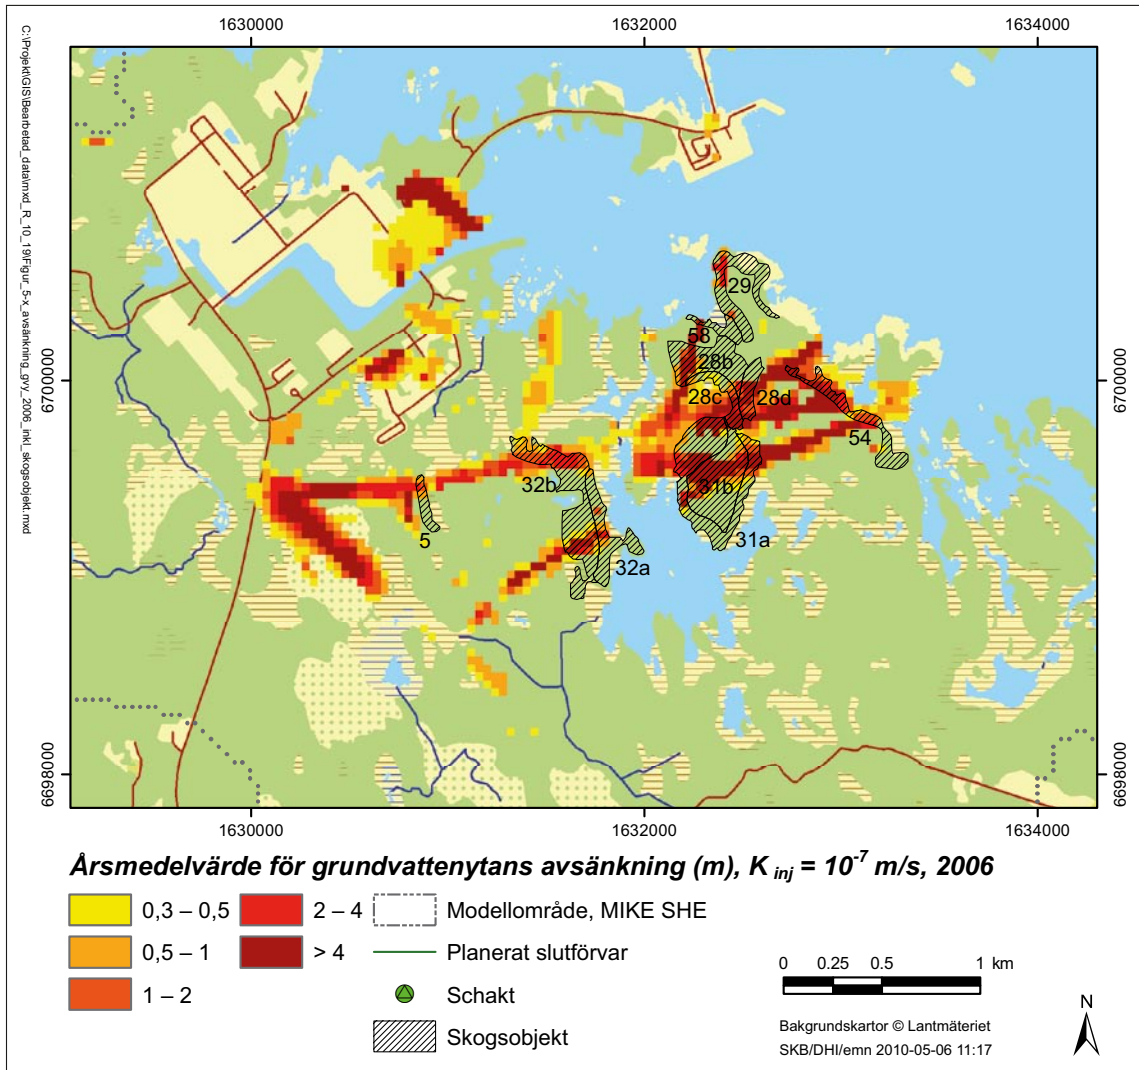 1630000 1632000 1634000
C:\Projekt\GIS\Bearbetad_data\mxd_R_10_19\Figur_5-x_avsänkning_gvy_2006_inkl_skogsobjekt.mxd
6700000 6700000
6698000 6698000
29
58
28b
28c 28d
54
32b 31b
5 31a
32a
1630000 1632000 1634000
Årsmedelvärde för grundvattenytans avsänkning (m), K inj = 10-7 m/s, 2006
0,3 – 0,5 2 – 4 Modellområde, MIKE SHE
0,5 – 1 > 4 Planerat slutförvar
1 – 2 Schakt
Skogsobjekt
0 0.25 0.5 1 km
Bakgrundskartor © Lantmäteriet
SKB/DHI/emn 2010-05-06 11:17
N